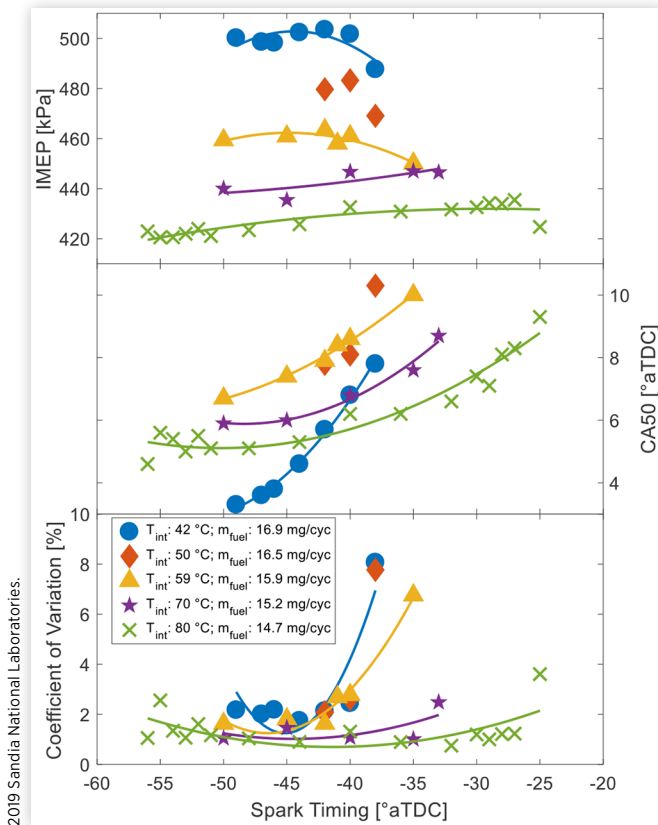 500
480
460
440
420
IMEP [kPa]
10
8
6
4
CA50 [°aTDC]
10
8
6
4
2
0
Coefficient of Variation [%]
T_int: 42 °C; m_fuel: 16.9 mg/cyc
T_int: 50 °C; m_fuel: 16.5 mg/cyc
T_int: 59 °C; m_fuel: 15.9 mg/cyc
T_int: 70 °C; m_fuel: 15.2 mg/cyc
T_int: 80 °C; m_fuel: 14.7 mg/cyc
-60 -55 -50 -45 -40 -35 -30 -25 -20
Spark Timing [°aTDC]
2019 Sandia National Laboratories.